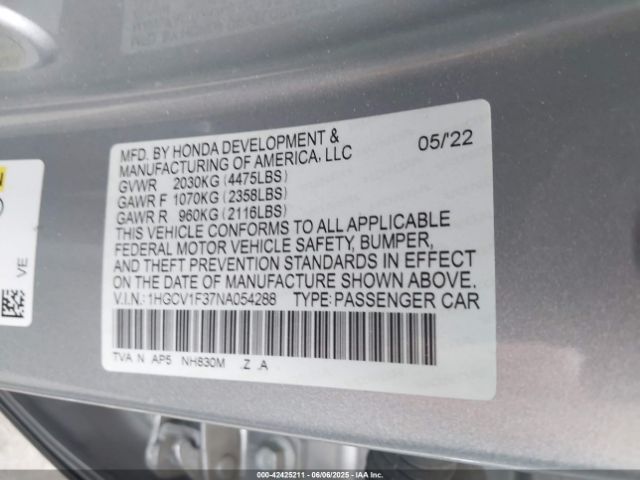 MFD. BY HONDA DEVELOPMENT &
MANUFACTURING OF AMERICA, LLC
05/'22
GVWR 2030KG (4475LBS)
GAWR F 1070KG (2358LBS)
GAWR R 960KG (2116LBS)
THIS VEHICLE CONFORMS TO ALL APPLICABLE
FEDERAL MOTOR VEHICLE SAFETY, BUMPER,
AND THEFT PREVENTION STANDARDS IN EFFECT
ON THE DATE OF MANUFACTURE SHOWN ABOVE.
V.I.N.: 1HGCV1F37NA054288 TYPE: PASSENGER CAR
TVA N AP5 NH830M .Z .A
VE
00-42425211 - 06/06/2025 - IAA Inc.